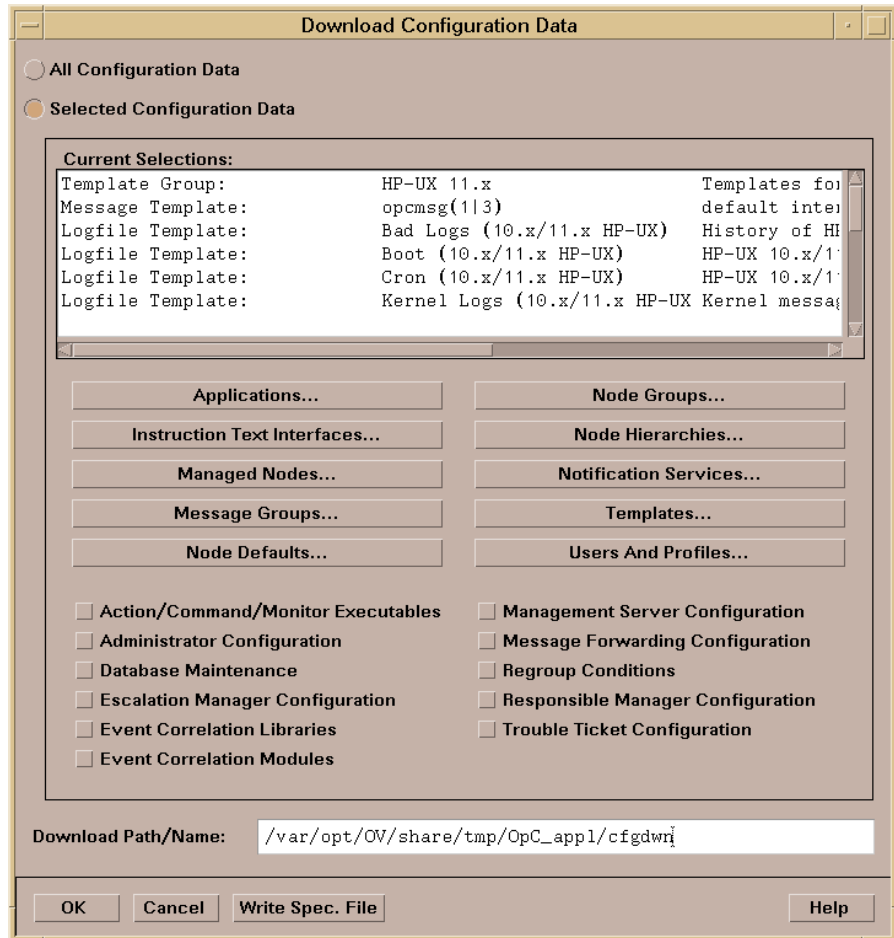 Download Configuration Data
All Configuration Data
Selected Configuration Data
Current Selections:
Template Group: HP-UX 11.x Templates for
Message Template: opcmsg(1|3) default inter
Logfile Template: Bad Logs (10.x/11.x HP-UX) History of HP
Logfile Template: Boot (10.x/11.x HP-UX) HP-UX 10.x/11
Logfile Template: Cron (10.x/11.x HP-UX) HP-UX 10.x/11
Logfile Template: Kernel Logs (10.x/11.x HP-UX Kernel messag
Applications... Node Groups...
Instruction Text Interfaces... Node Hierarchies...
Managed Nodes... Notification Services...
Message Groups... Templates...
Node Defaults... Users And Profiles...
Action/Command/Monitor Executables Management Server Configuration
Administrator Configuration Message Forwarding Configuration
Database Maintenance Regroup Conditions
Escalation Manager Configuration Responsible Manager Configuration
Event Correlation Libraries Trouble Ticket Configuration
Event Correlation Modules
Download Path/Name: /var/opt/OV/share/tmp/OpC_appl/cfgdwn
OK Cancel Write Spec. File Help